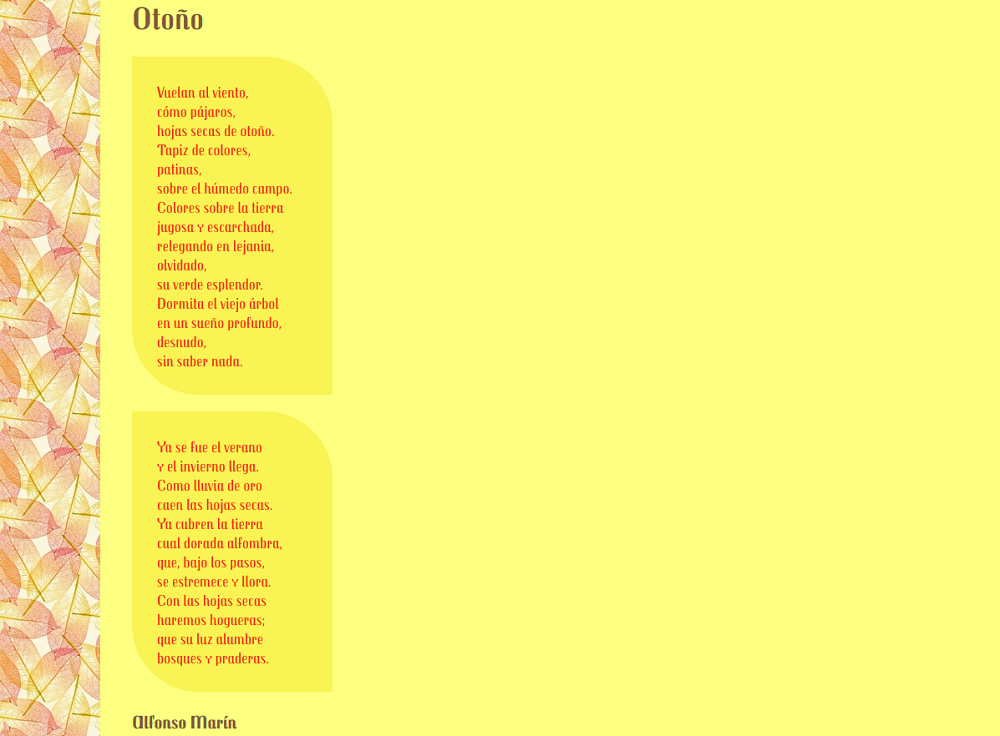 Otoño
Vuelan al viento,
cómo pájaros,
hojas secas de otoño.
Tapiz de colores,
patinas,
sobre el húmedo campo.
Colores sobre la tierra
jugosa y escarchada,
relegando en lejania,
olvidado,
su verde esplendor.
Dormita el viejo árbol
en un sueño profundo,
desnudo,
sin saber nada.
Ya se fue el verano
y el invierno llega.
Como lluvia de oro
caen las hojas secas.
Ya cubren la tierra
cual dorada alfombra,
que, bajo los pasos,
se estremece y llora.
Con las hojas secas
haremos hogueras;
que su luz alumbre
bosques y praderas.
Alfonso Marín